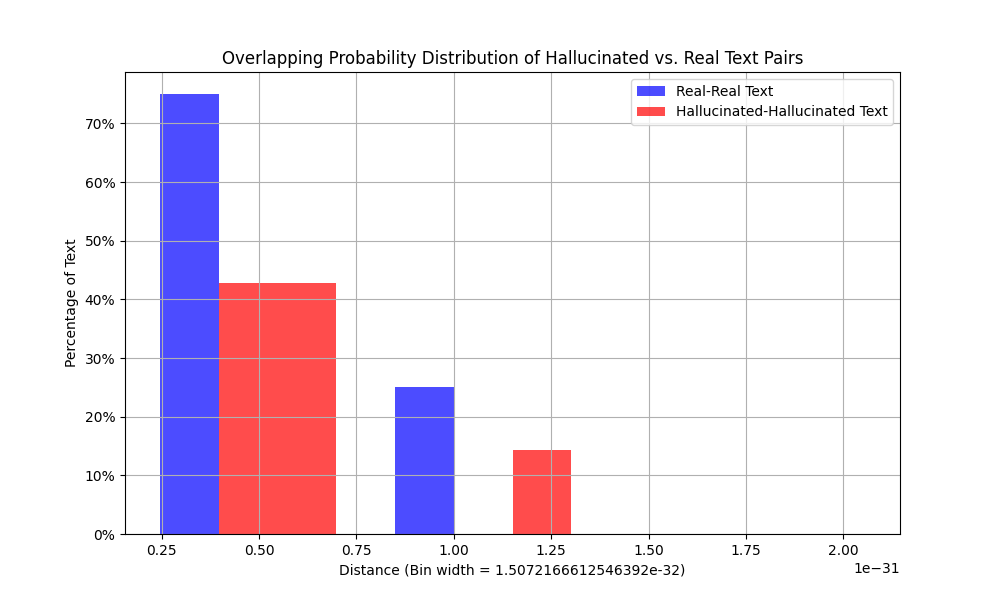 Overlapping Probability Distribution of Hallucinated vs. Real Text Pairs
Real-Real Text
Hallucinated-Hallucinated Text
Percentage of Text
70%
60%
50%
40%
30%
20%
10%
0%
0.25 0.50 0.75 1.00 1.25 1.50 1.75 2.00
1e−31
Distance (Bin width = 1.5072166612546392e-32)